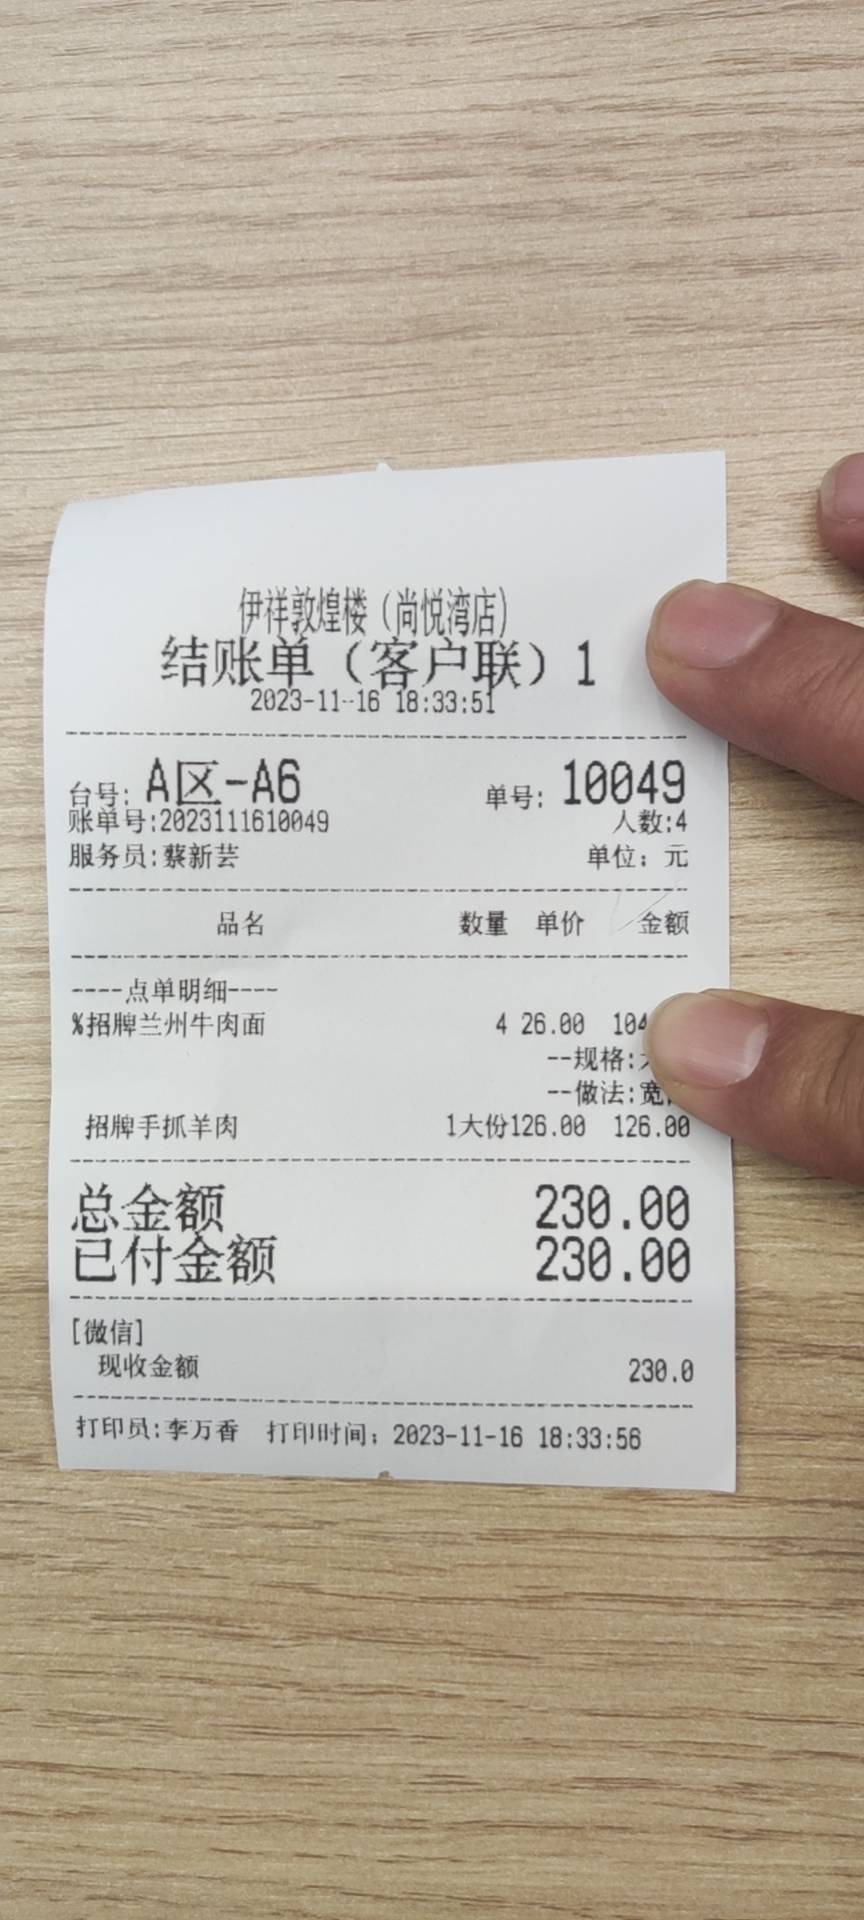 伊祥敦煌楼（尚悦湾店）
结账单（客户联）1
2023-11-16 18:33:51
台号: A区-A6 单号: 10049
账单号:2023111610049 人数:4
服务员:蔡新芸 单位: 元
品名 数量 单价 金额
----点单明细----
%招牌兰州牛肉面 4 26.00 104
--规格:
--做法:宽
招牌手抓羊肉 1大份126.00 126.00
总金额 230.00
已付金额 230.00
[微信]
现收金额 230.0
打印员:李万香 打印时间: 2023-11-16 18:33:56